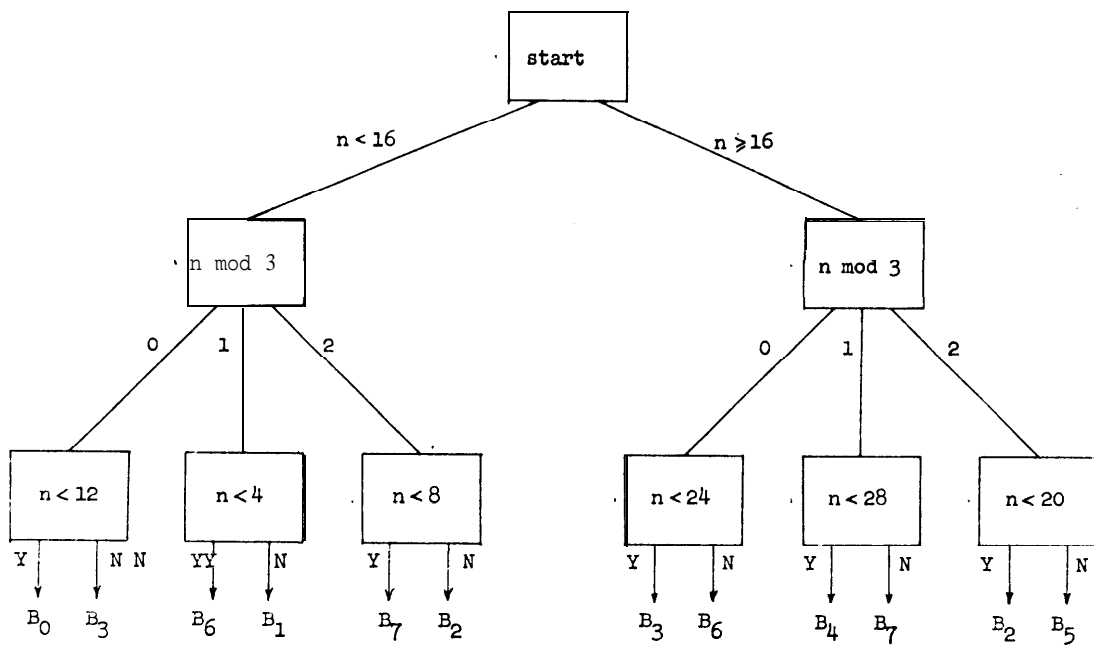 start
n < 16 n ⩾ 16
n mod 3 n mod 3
0 1 2 0 1 2
n < 12 n < 4 n < 8 n < 24 n < 28 n < 20
Y N N YY N Y N Y N Y N Y N
B₀ B₃ B₆ B₁ B₇ B₂ B₃ B₆ B₄ B₇ B₂ B₅